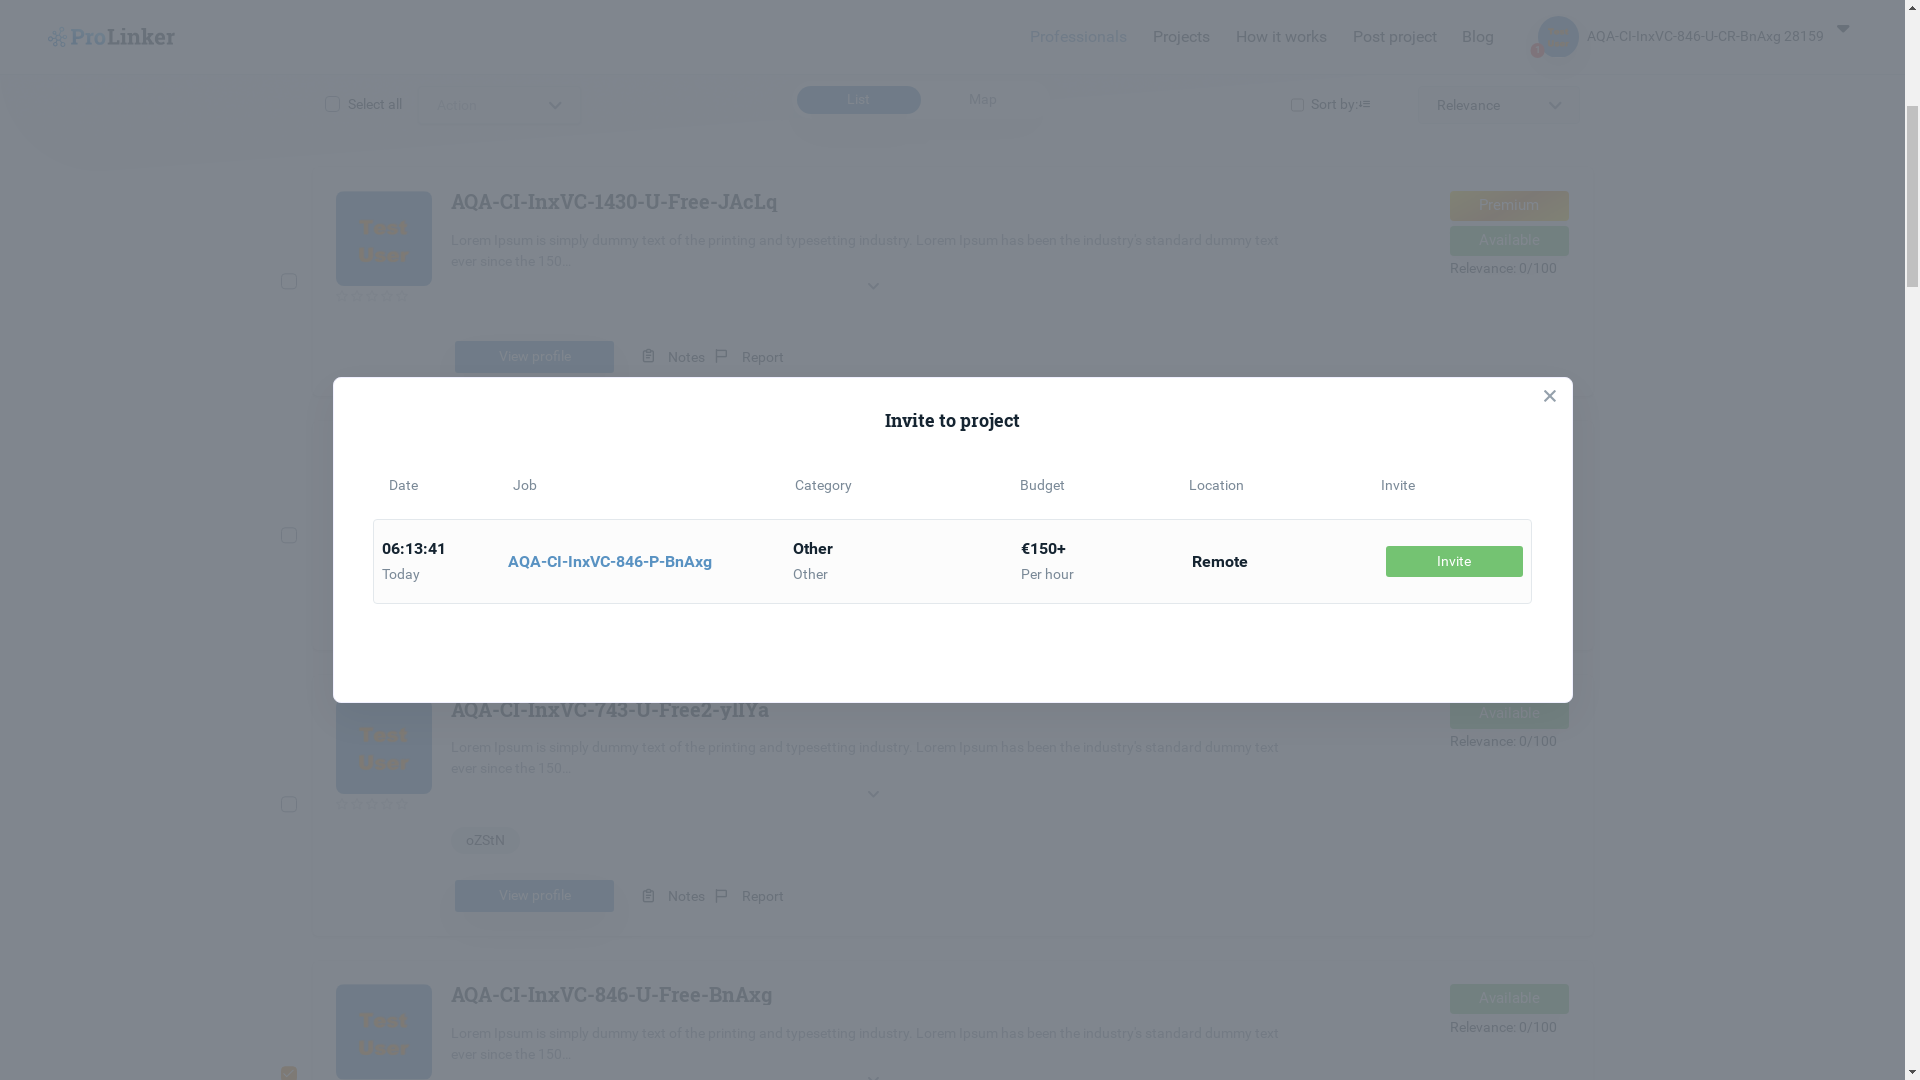 ProLinker
Professionals Projects How it works Post project Blog
1
AQA-CI-InxVC-846-U-CR-BnAxg 28159
Select all Action List Map Sort by: Relevance
AQA-CI-InxVC-1430-U-Free-JAcLq
Premium
Test
User
Lorem Ipsum is simply dummy text of the printing and typesetting industry. Lorem Ipsum has been the industry's standard dummy text
ever since the 150...
Available
Relevance: 0/100
View profile Notes Report
Invite to project
Date Job Category Budget Location Invite
06:13:41
Today
AQA-CI-InxVC-846-P-BnAxg
Other
Other
€150+
Per hour
Remote
Invite
Available
Test
User
Lorem Ipsum is simply dummy text of the printing and typesetting industry. Lorem Ipsum has been the industry's standard dummy text
ever since the 150...
Relevance: 0/100
oZStN
View profile Notes Report
AQA-CI-InxVC-846-U-Free-BnAxg
Available
Test
User
Lorem Ipsum is simply dummy text of the printing and typesetting industry. Lorem Ipsum has been the industry's standard dummy text
ever since the 150...
Relevance: 0/100